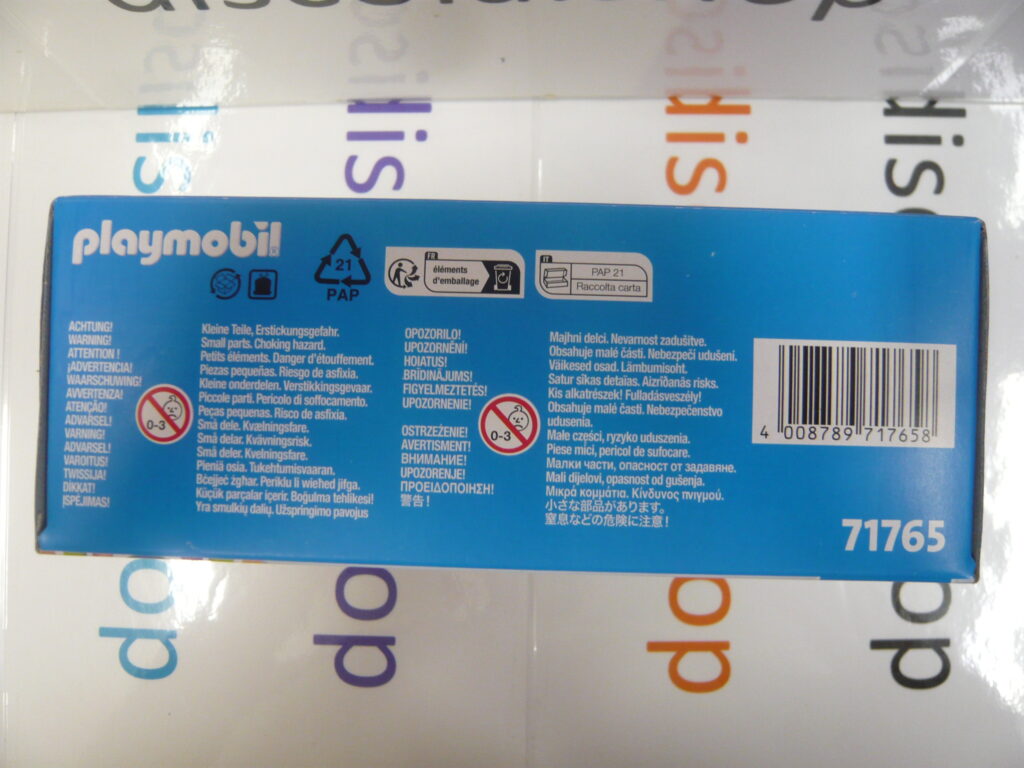 playmobil
21
PAP
FR
éléments
d'emballage
IT
PAP 21
Raccolta carta
ACHTUNG!
WARNING!
ATTENTION !
¡ADVERTENCIA!
WAARSCHUWING!
AVVERTENZA!
ATENÇÃO!
ADVARSEL!
VARNING!
ADVARSEL!
VAROITUS!
TWISSIJA!
DIKKAT!
ĮSPĖJIMAS!
0-3
Kleine Teile, Erstickungsgefahr.
Small parts. Choking hazard.
Petits éléments. Danger d'étouffement.
Piezas pequeñas. Riesgo de asfixia.
Kleine onderdelen. Verstikkingsgevaar.
Piccole parti. Pericolo di soffocamento.
Peças pequenas. Risco de asfixia.
Små dele. Kvælningsfare.
Små delar. Kvävningsrisk.
Små deler. Kvelningsfare.
Pieniä osia. Tukehtumisvaaran.
Bċejjeċ żgħar. Periklu li wieħed jifga.
Küçük parçalar içerir. Boğulma tehlikesi!
Yra smulkių dalių. Užspringimo pavojus
OPOZORILO!
UPOZORNĚNÍ!
HOIATUS!
BRĪDINĀJUMS!
FIGYELMEZTETÉS!
UPOZORNENIE!
OSTRZEŻENIE!
AVERTISMENT!
ВНИМАНИЕ!
UPOZORENJE!
ΠΡΟΕΙΔΟΠΟΙΗΣΗ!
警告！
0-3
Majhni delci. Nevarnost zadušitve.
Obsahuje malé části. Nebezpečí udušení.
Väikesed osad. Lämbumisoht.
Satur sīkas detaļas. Aizrīšanās risks.
Kis alkatrészek! Fulladásveszély!
Obsahuje malé časti. Nebezpečenstvo
udusenia.
Małe części, ryzyko uduszenia.
Piese mici, pericol de sufocare.
Малки части, опасност от задавяне.
Mali dijelovi, opasnost od gušenja.
Μικρά κομμάτια. Κίνδυνος πνιγμού.
小さな部品があります。
窒息などの危険に注意！
4 008789 717658
71765